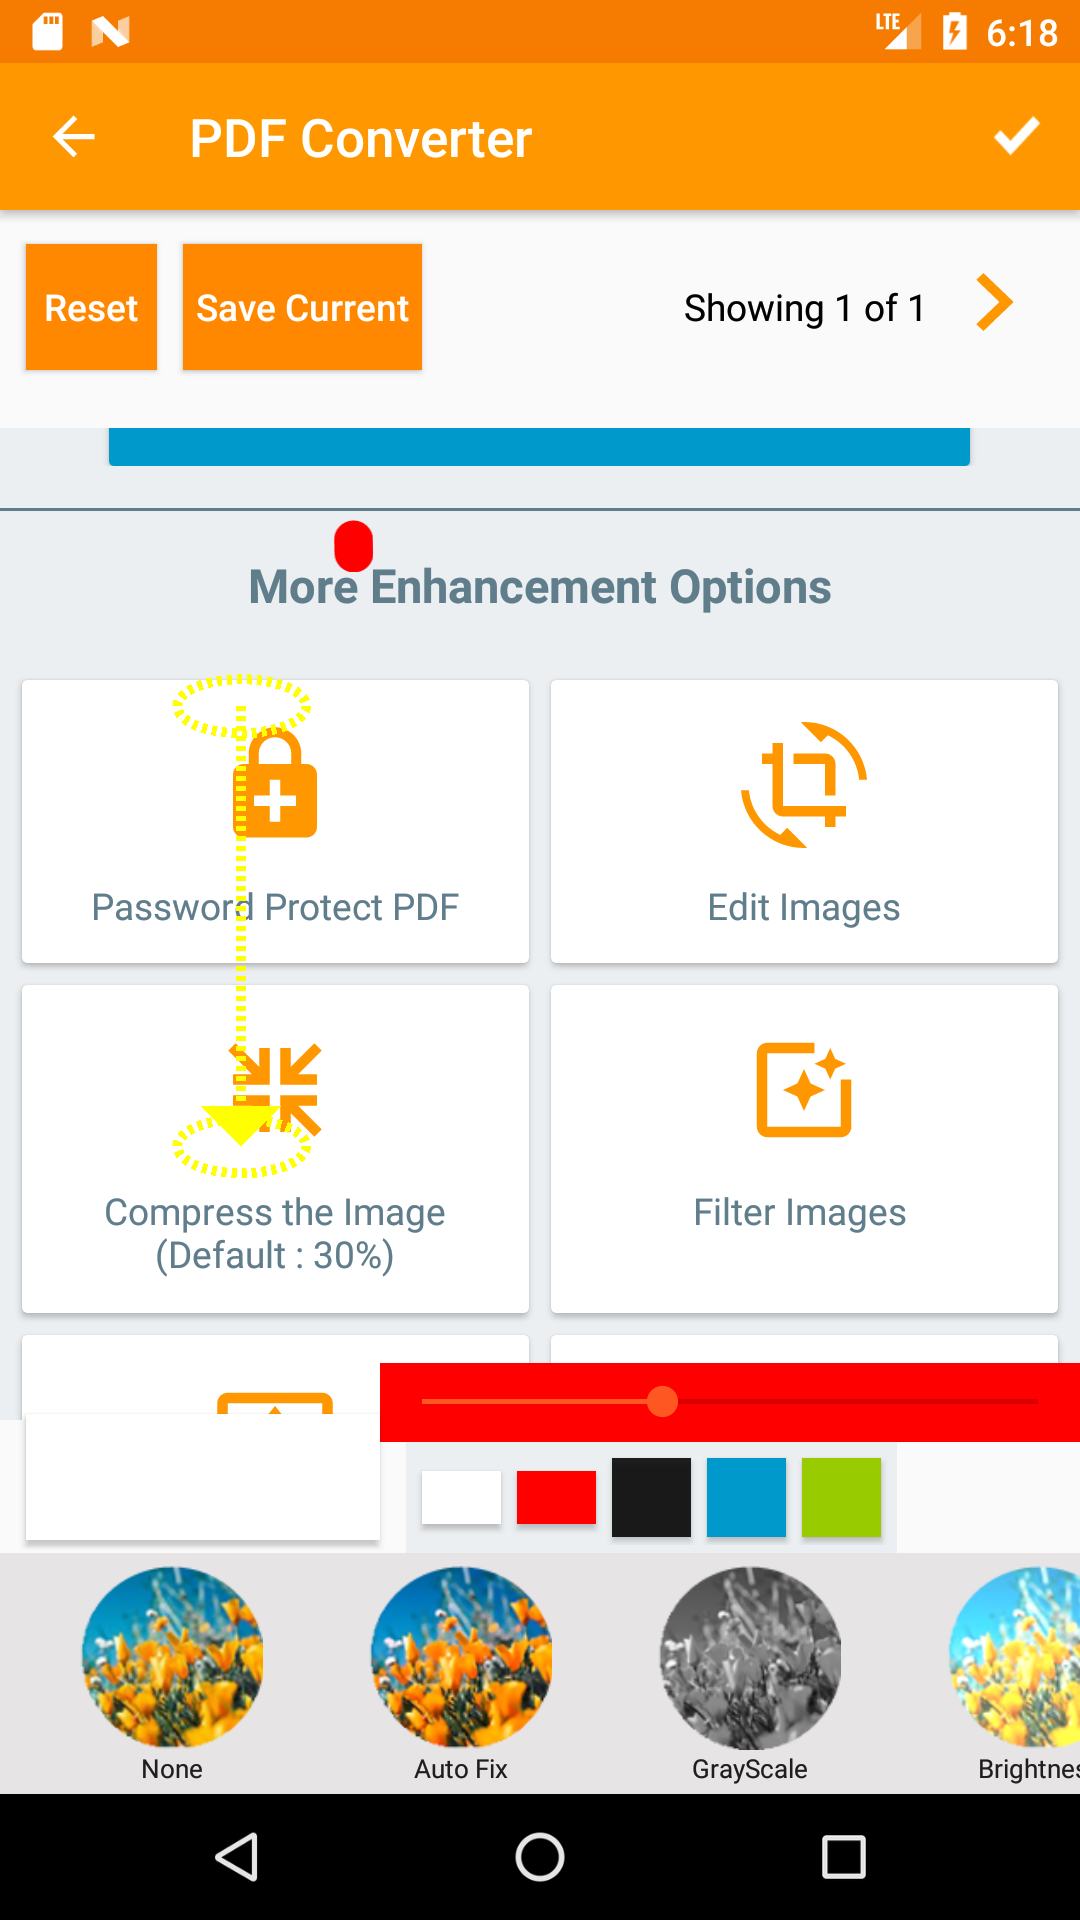 LTE 6:18
PDF Converter
Reset Save Current Showing 1 of 1
More Enhancement Options
Password Protect PDF Edit Images
Compress the Image Filter Images
(Default : 30%)
None Auto Fix GrayScale